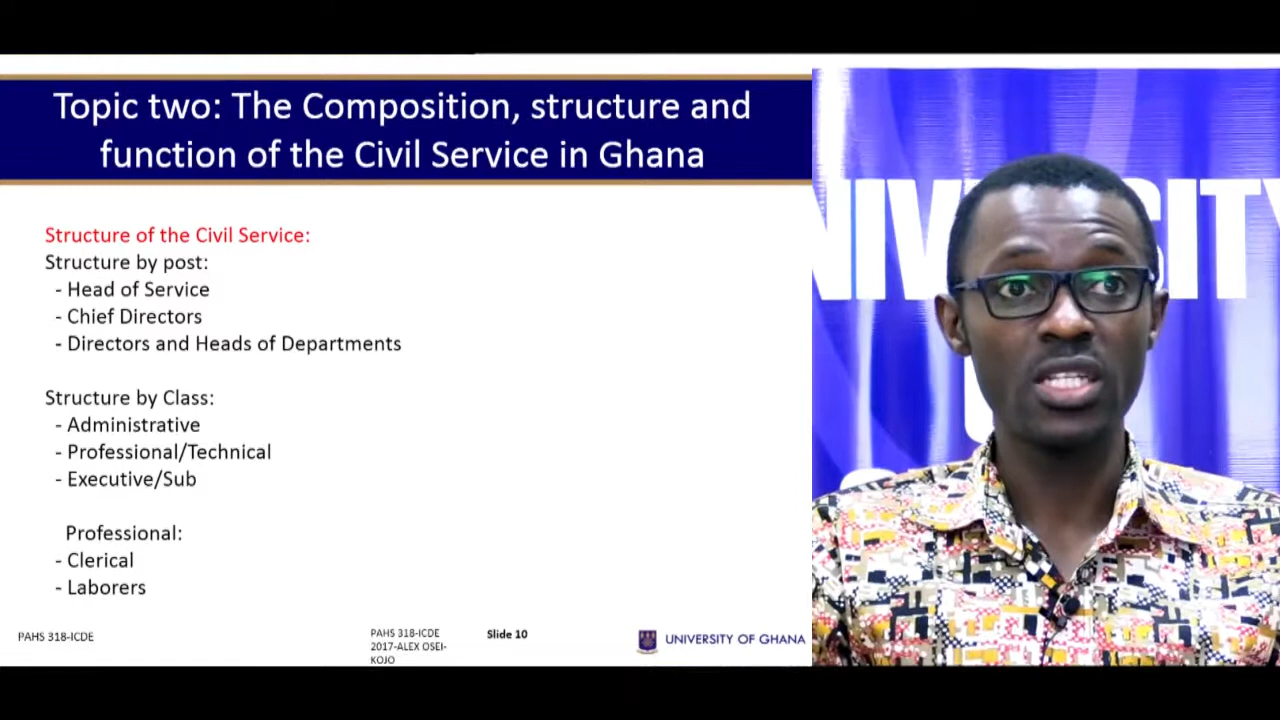 Topic two: The Composition, structure and
function of the Civil Service in Ghana
Structure of the Civil Service:
Structure by post:
- Head of Service
- Chief Directors
- Directors and Heads of Departments
Structure by Class:
- Administrative
- Professional/Technical
- Executive/Sub
Professional:
- Clerical
- Laborers
PAHS 318-ICDE
PAHS 318-ICDE
2017-ALEX OSEI-
KOJO
Slide 10
UNIVERSITY OF GHANA